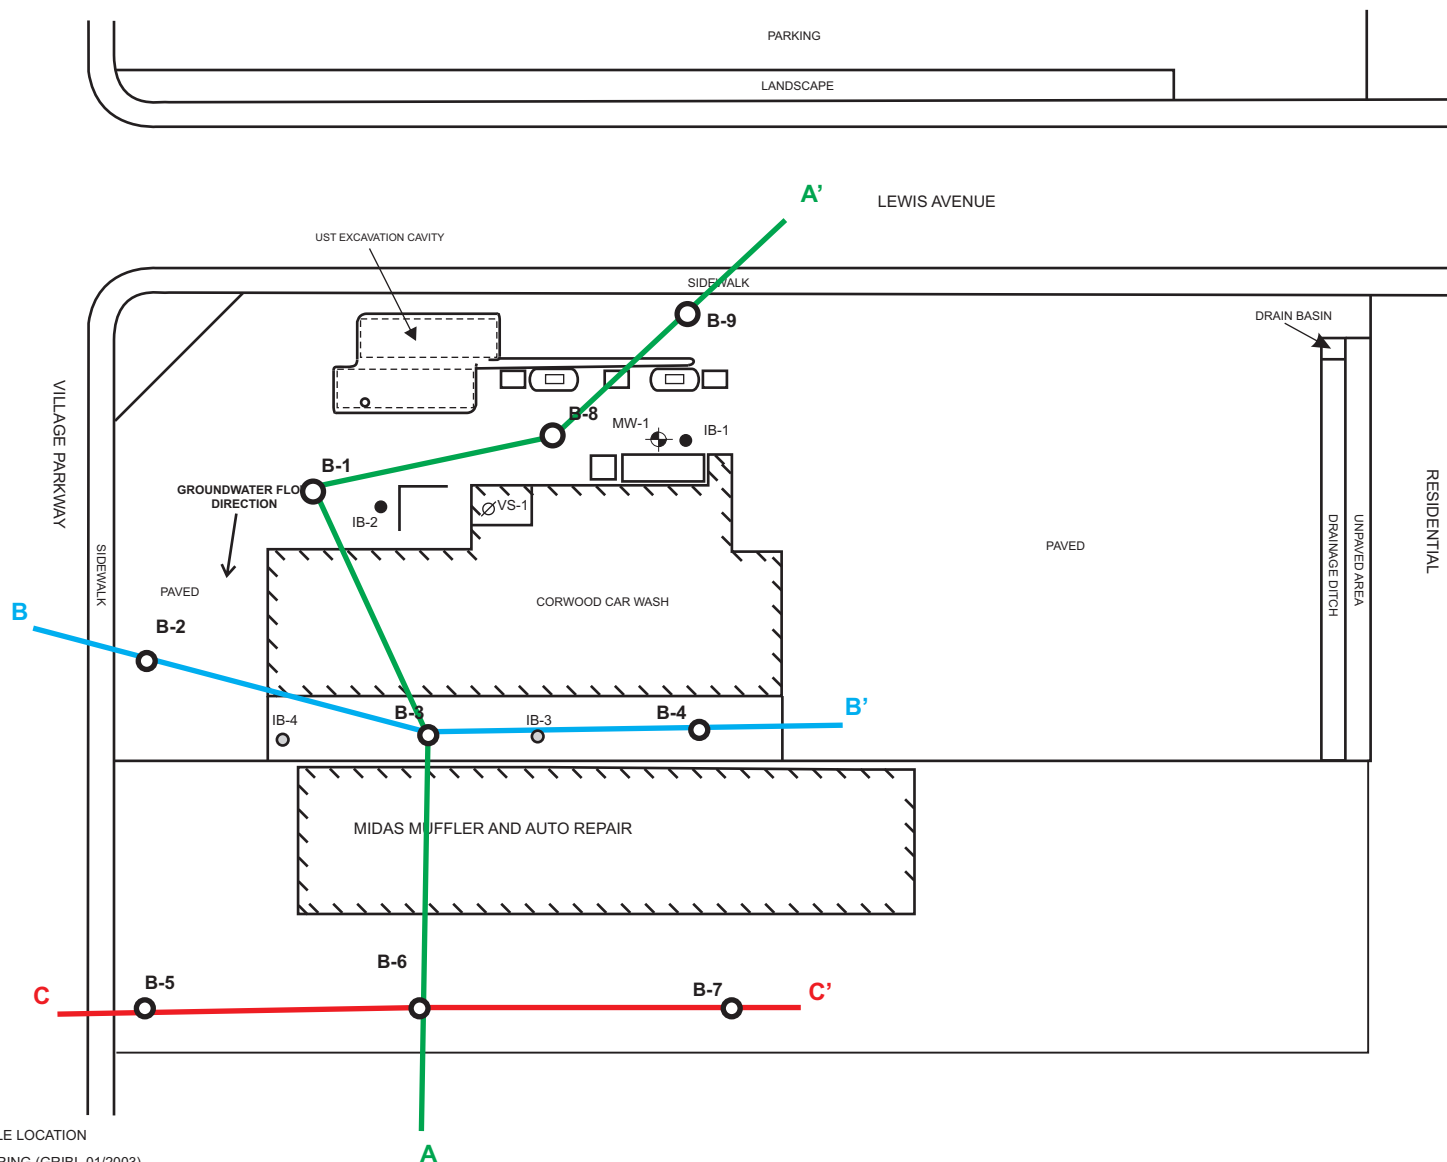 PARKING
LANDSCAPE
A’
LEWIS AVENUE
UST EXCAVATION CAVITY
SIDEWALK
B-9
DRAIN BASIN
VILLAGE PARKWAY
B-8
MW-1
IB-1
B-1
GROUNDWATER FLO
DIRECTION
IB-2
VS-1
RESIDENTIAL
SIDEWALK
PAVED
DRAINAGE DITCH
UNPAVED AREA
PAVED
CORWOOD CAR WASH
B
B-2
B-3
IB-4
IB-3
B-4
B’
MIDAS MUFFLER AND AUTO REPAIR
B-6
B-5
B-7
C
C’
LE LOCATION
A